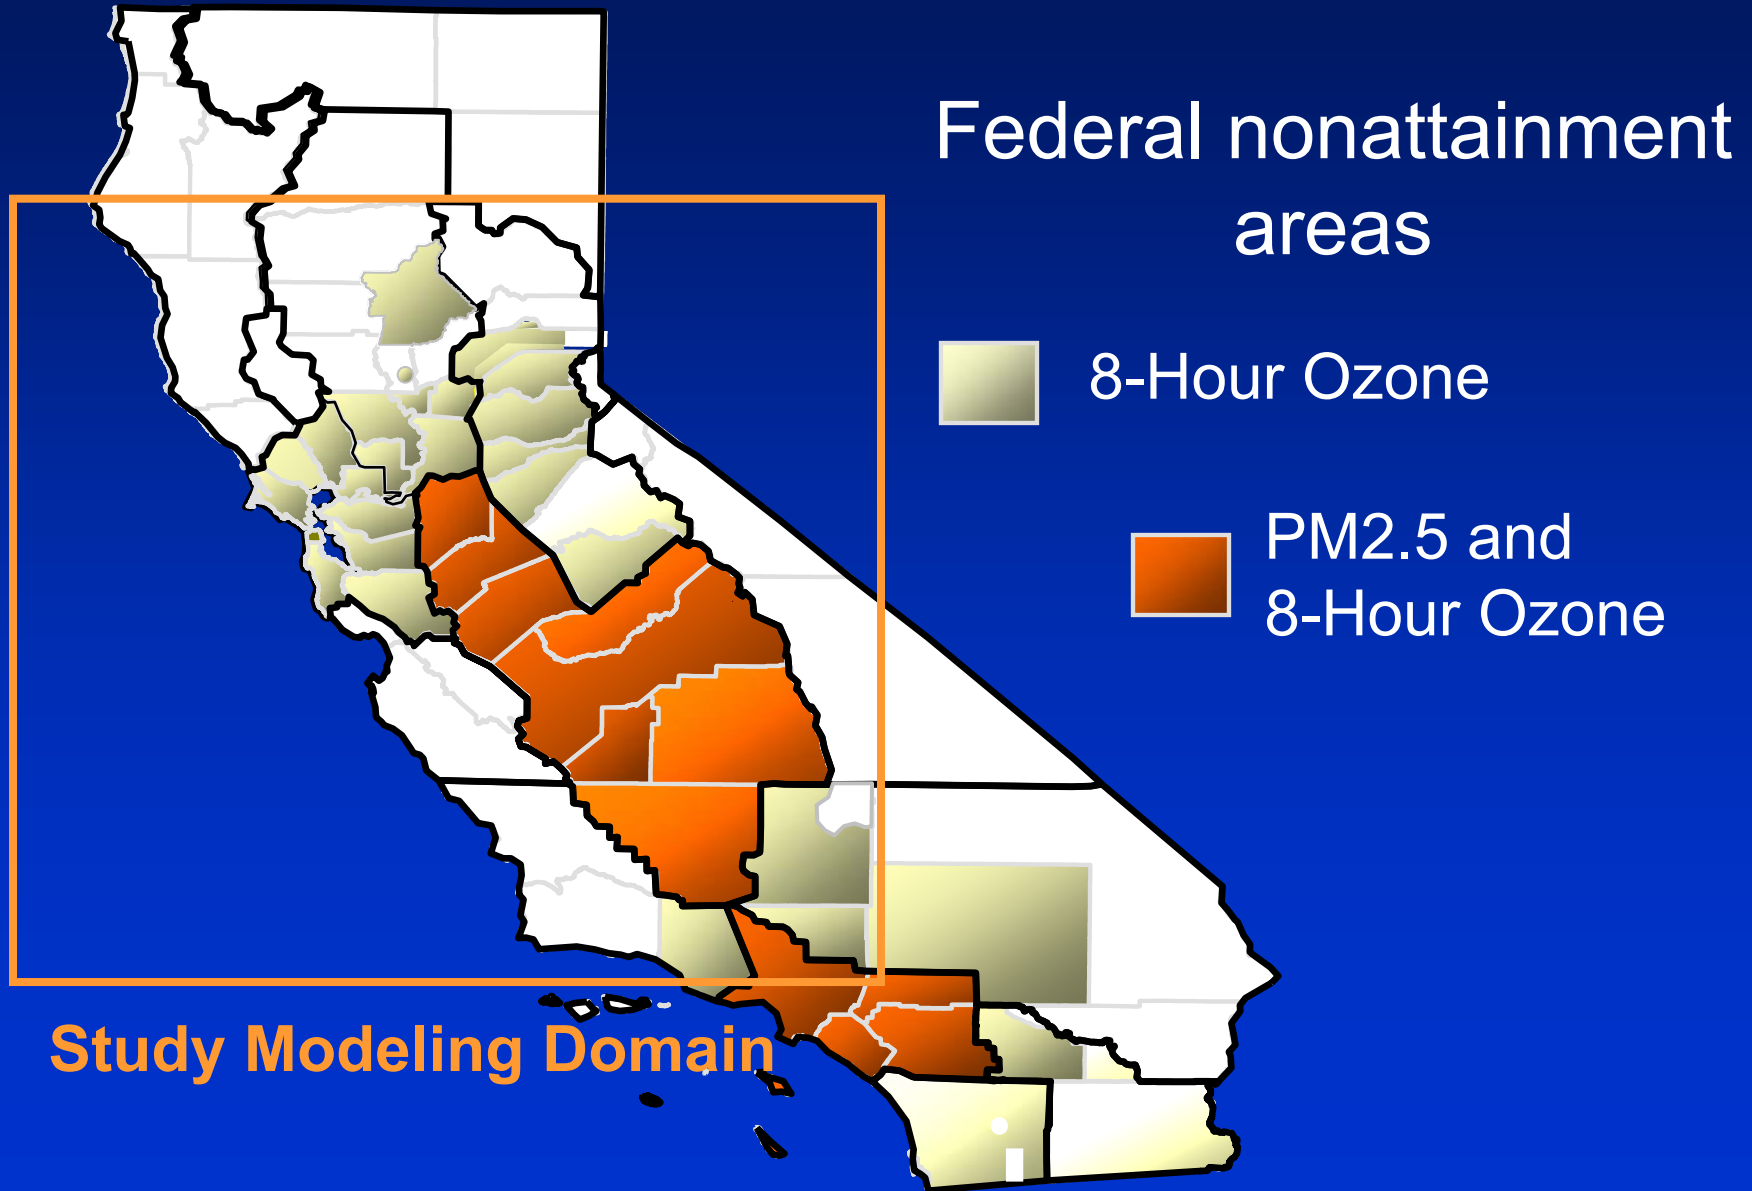 Federal nonattainment
areas
8-Hour Ozone
PM2.5 and
8-Hour Ozone
Study Modeling Domain